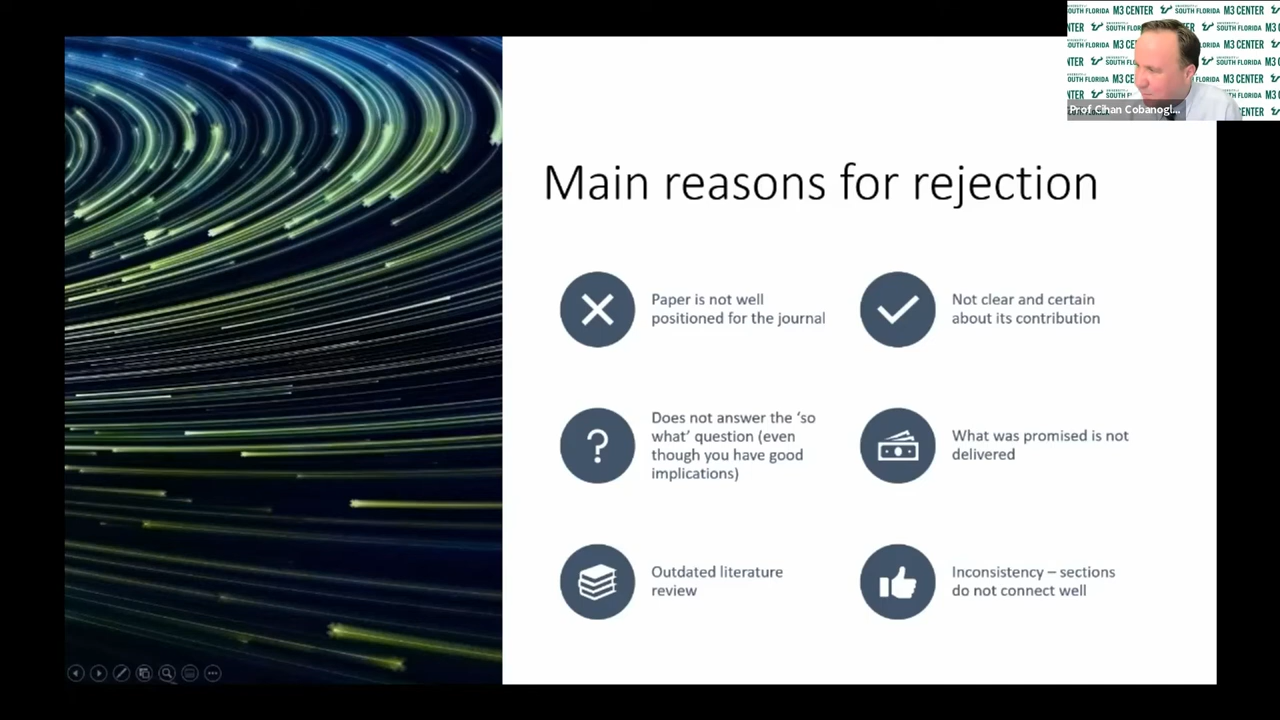 UNIVERSITY of SOUTH FLORIDA M3 CENTER
Prof. Cihan Cobanogl...
Main reasons for rejection
Paper is not well
positioned for the journal
Not clear and certain
about its contribution
Does not answer the ‘so
what’ question (even
though you have good
implications)
What was promised is not
delivered
Outdated literature
review
Inconsistency – sections
do not connect well